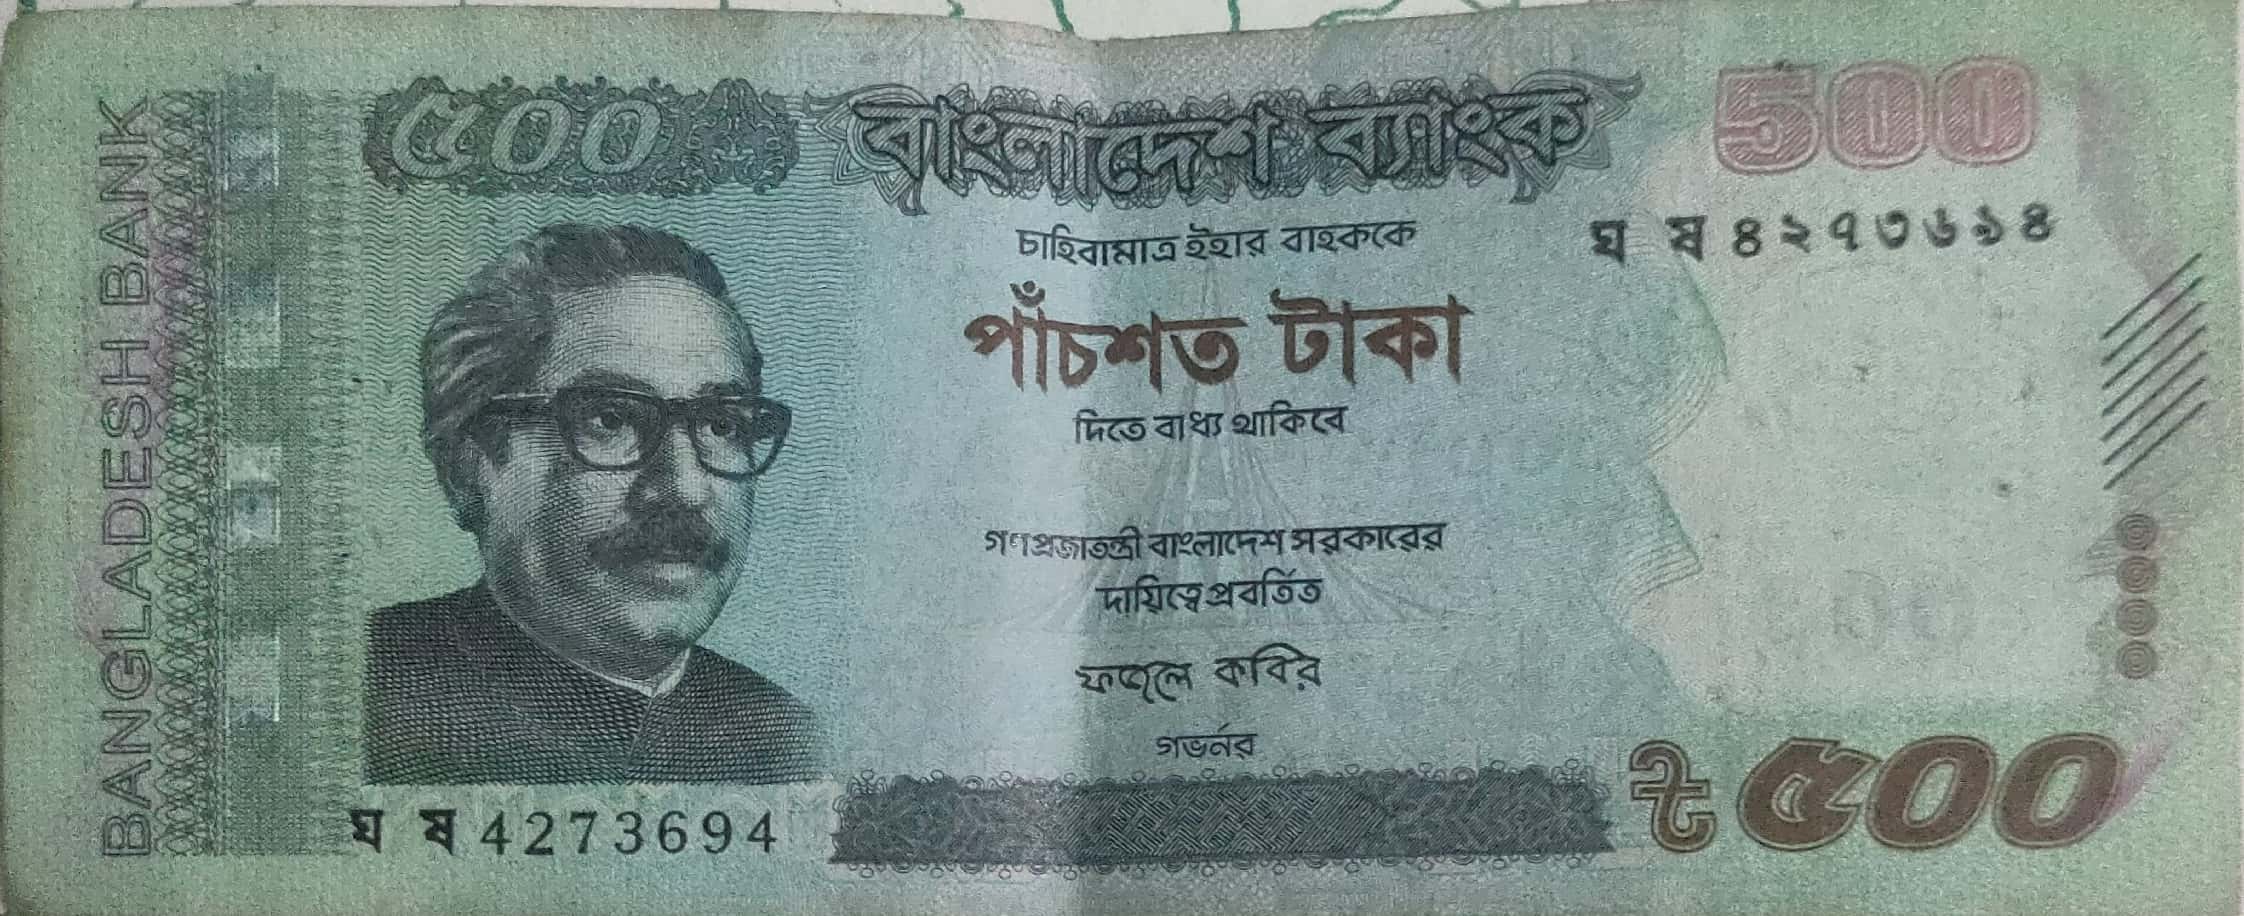 BANGLADESH BANK
৫০০
বাংলাদেশ ব্যাংক
500
চাহিবামাত্র ইহার বাহককে
ঘ ষ ৪২৭৩৬৯৪
পাঁচশত টাকা
দিতে বাধ্য থাকিবে
গণপ্রজাতন্ত্রী বাংলাদেশ সরকারের
দায়িত্বে প্রবর্তিত
ফজলে কবির
গভর্নর
ঘ ষ 4273694
৳ ৫০০